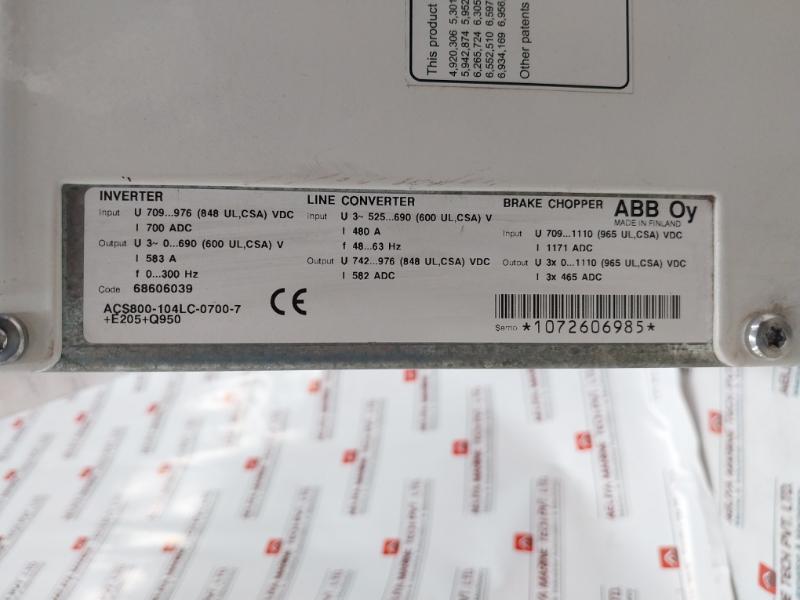 This product
4,920,306 5,301
5,942,874 5,952
6,265,724 6,305
6,552,510 6,597
6,934,169 6,956
Other patents
INVERTER
Input U 709...976 (848 UL,CSA) VDC
I 700 ADC
Output U 3~ 0...690 (600 UL,CSA) V
I 583 A
f 0...300 Hz
Code 68606039
ACS800-104LC-0700-7
+E205+Q950
CE
LINE CONVERTER
Input U 3~ 525...690 (600 UL,CSA) V
I 480 A
f 48...63 Hz
Output U 742...976 (848 UL,CSA) VDC
I 582 ADC
BRAKE CHOPPER
Input U 709...1110 (965 UL,CSA) VDC
I 1171 ADC
Output U 3x 0...1110 (965 UL,CSA) VDC
I 3x 465 ADC
ABB Oy
MADE IN FINLAND
Serno *1072606985*